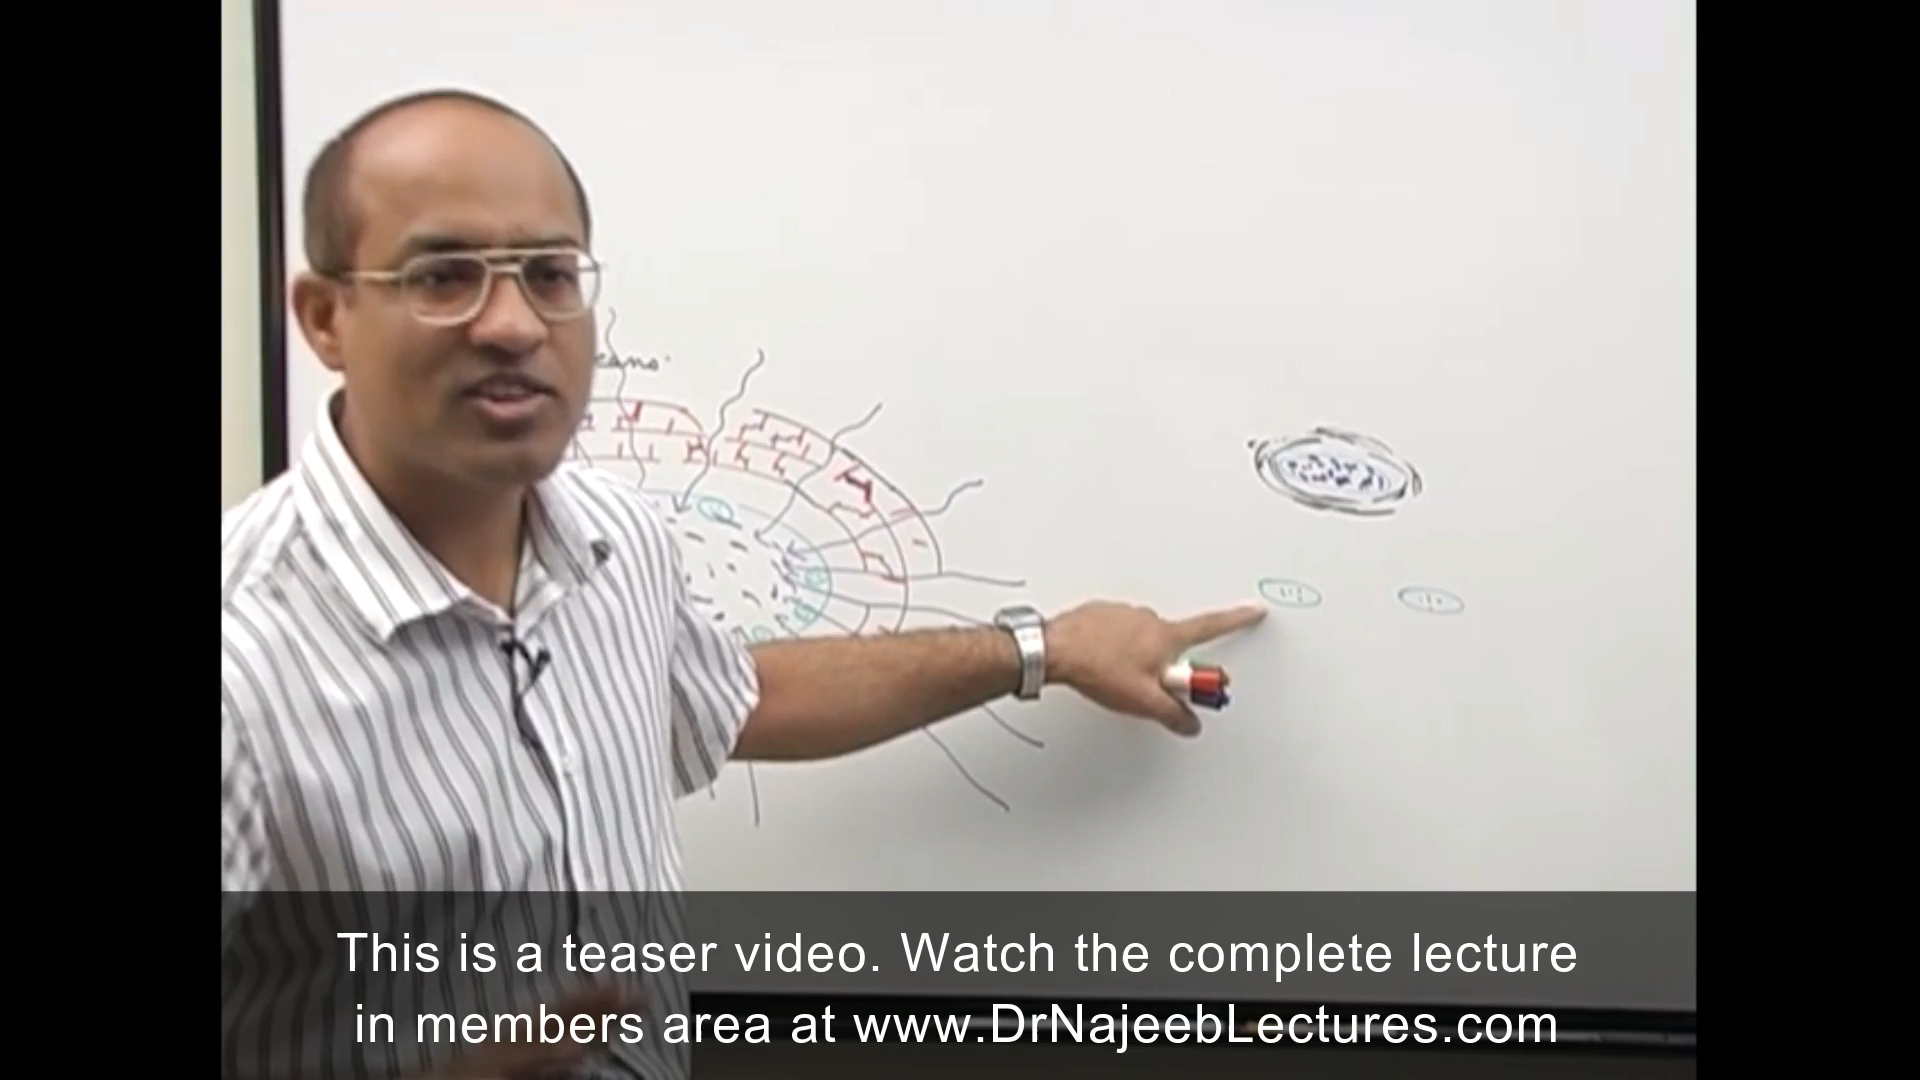 This is a teaser video. Watch the complete lecture
in members area at www.DrNajeebLectures.com